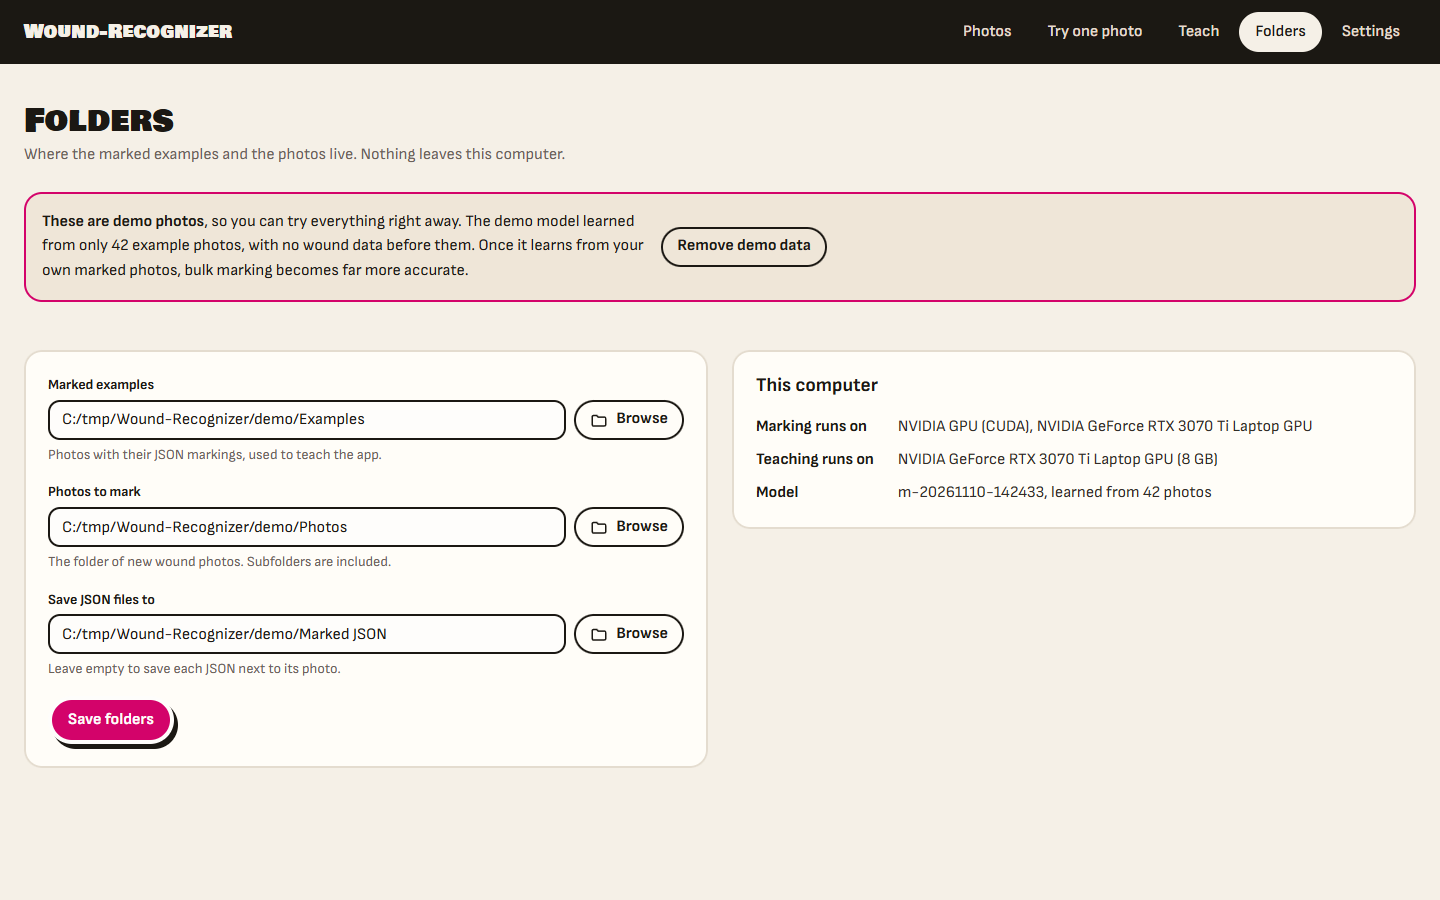 Wound-Recognizer
Photos
Try one photo
Teach
Folders
Settings
Folders
Where the marked examples and the photos live. Nothing leaves this computer.
These are demo photos, so you can try everything right away. The demo model learned
from only 42 example photos, with no wound data before them. Once it learns from your
own marked photos, bulk marking becomes far more accurate.
Remove demo data
Marked examples
C:/tmp/Wound-Recognizer/demo/Examples
Browse
Photos with their JSON markings, used to teach the app.
Photos to mark
C:/tmp/Wound-Recognizer/demo/Photos
Browse
The folder of new wound photos. Subfolders are included.
Save JSON files to
C:/tmp/Wound-Recognizer/demo/Marked JSON
Browse
Leave empty to save each JSON next to its photo.
Save folders
This computer
Marking runs on NVIDIA GPU (CUDA), NVIDIA GeForce RTX 3070 Ti Laptop GPU
Teaching runs on NVIDIA GeForce RTX 3070 Ti Laptop GPU (8 GB)
Model m-20261110-142433, learned from 42 photos